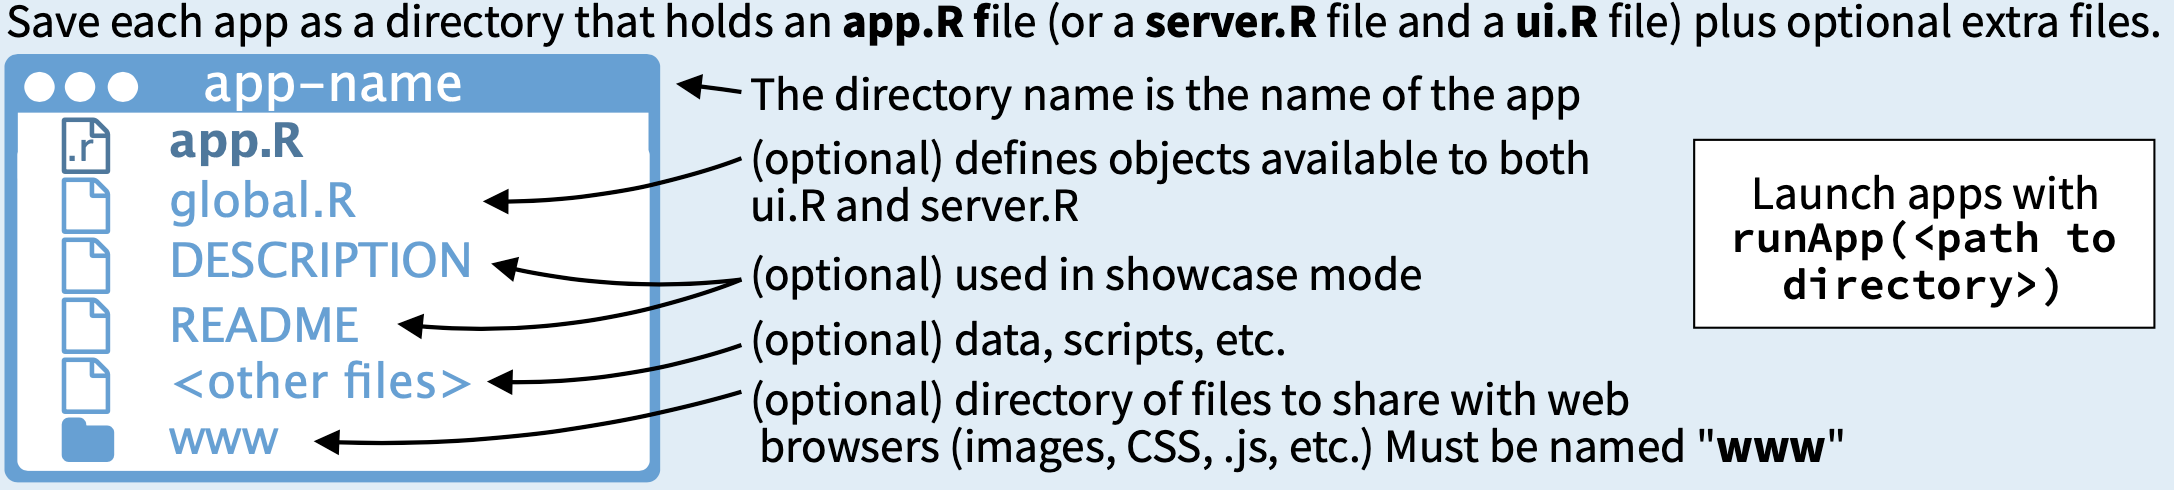 Save each app as a directory that holds an app.R file (or a server.R file and a ui.R file) plus optional extra files.
app-name
The directory name is the name of the app
.r app.R
(optional) defines objects available to both
ui.R and server.R
global.R
DESCRIPTION
(optional) used in showcase mode
README
(optional) data, scripts, etc.
<other files>
(optional) directory of files to share with web
browsers (images, CSS, .js, etc.) Must be named "www"
www
Launch apps with
runApp(<path to
directory>)